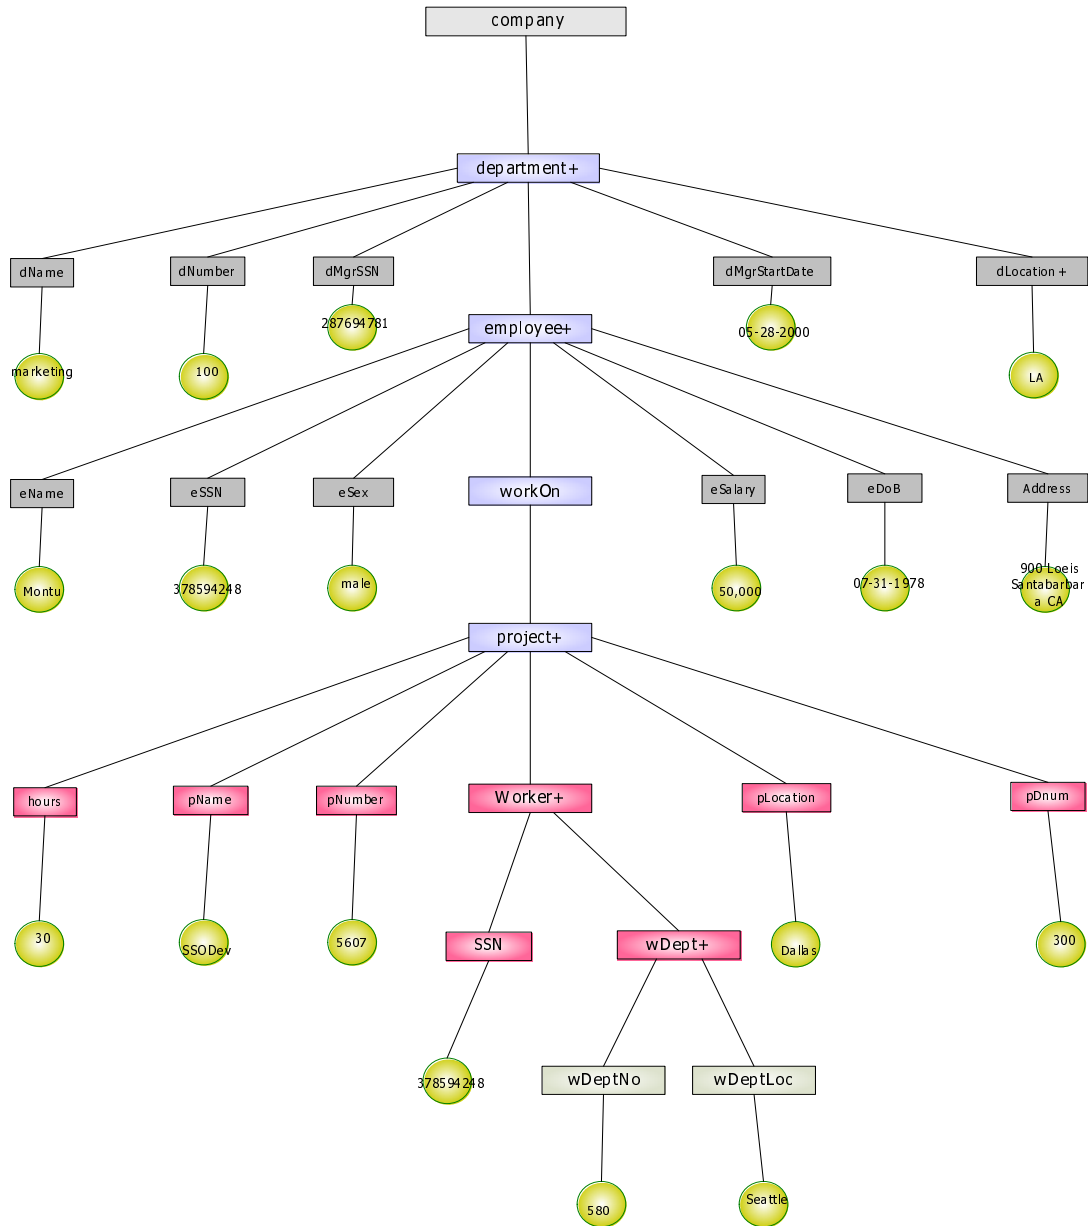 company
department+
dName
dNumber
dMgrSSN
dMgrStartDate
dLocation +
287694781
05-28-2000
employee+
marketing
100
LA
eName
eSSN
eSex
workOn
eSalary
eDoB
Address
Montu
378594248
male
50,000
07-31-1978
900 Loeis
Santabarbar
a CA
project+
hours
pName
pNumber
Worker+
pLocation
pDnum
30
SSODev
5607
SSN
wDept+
Dallas
300
378594248
wDeptNo
wDeptLoc
580
Seattle